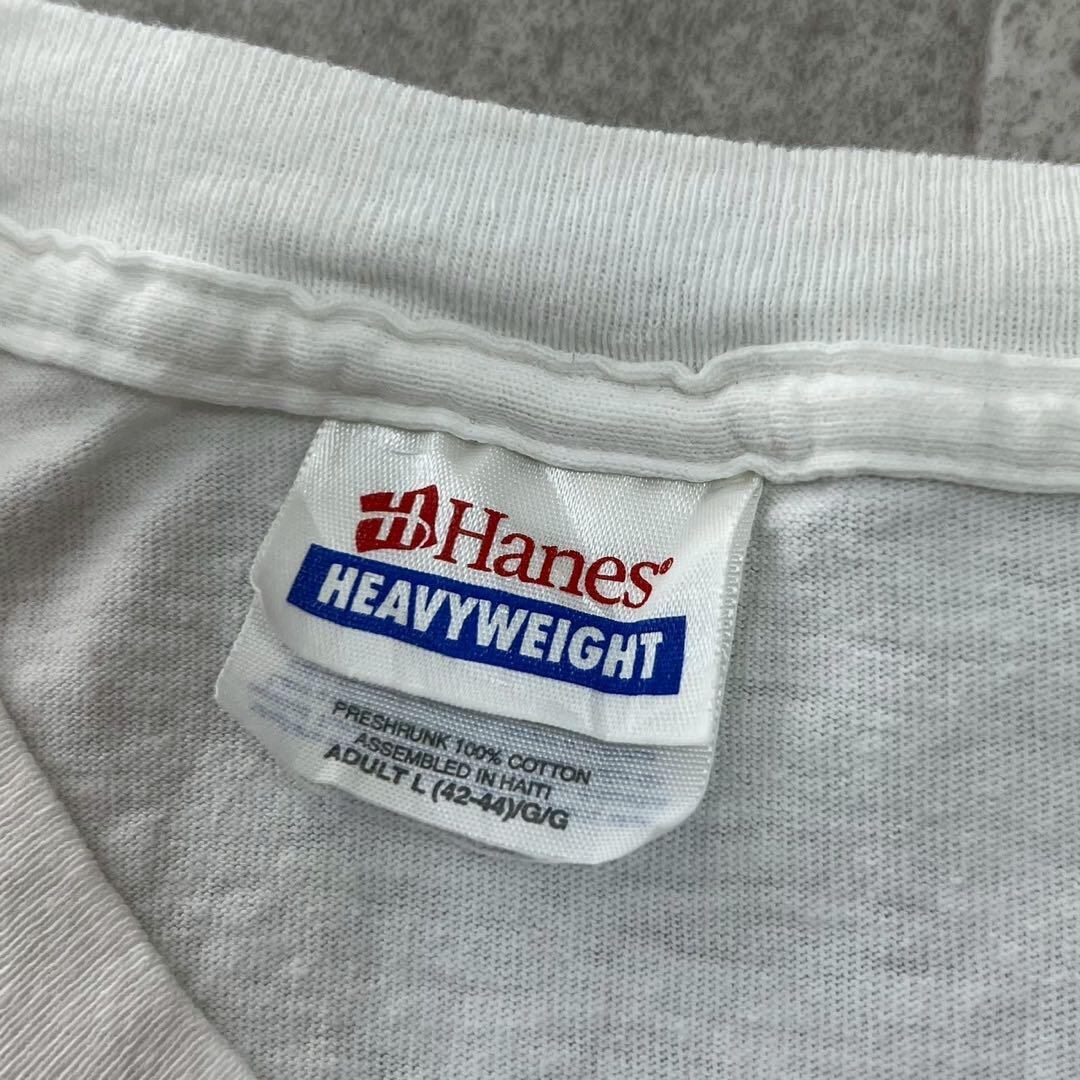 Hanes®
HEAVYWEIGHT
PRESHRUNK 100% COTTON
ASSEMBLED IN HAITI
ADULT L (42-44)/G/G